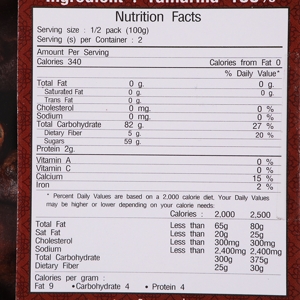 Ingredient : Tamarind 100%
Nutrition Facts
Serving size : 1/2 pack (100g)
Serving (s) per Container : 2
Amount Per Serving
Calories 340 Calories from Fat 0
% Daily Value*
Total Fat 0 g. 0 %
Saturated Fat 0 g. 0 %
Trans Fat 0 g.
Cholesterol 0 mg. 0 %
Sodium 0 mg. 0 %
Total Carbohydrate 82 g. 27 %
Dietary Fiber 5 g. 20 %
Sugars 59 g.
Protein 2g.
Vitamin A 0 %
Vitamin C 0 %
Calcium 15 %
Iron 2 %
* Percent Daily Values are based on a 2,000 calorie diet. Your Daily Values
may be higher or lower depending on your calorie needs:
Calories : 2,000 2,500
Total Fat Less than 65g 80g
Sat Fat Less than 20g 25g
Cholesterol Less than 300mg 300mg
Sodium Less than 2,400mg 2,400mg
Total Carbohydrate 300g 375g
Dietary Fiber 25g 30g
Calories per gram :
Fat 9 •Carbohydrate 4 • Protein 4